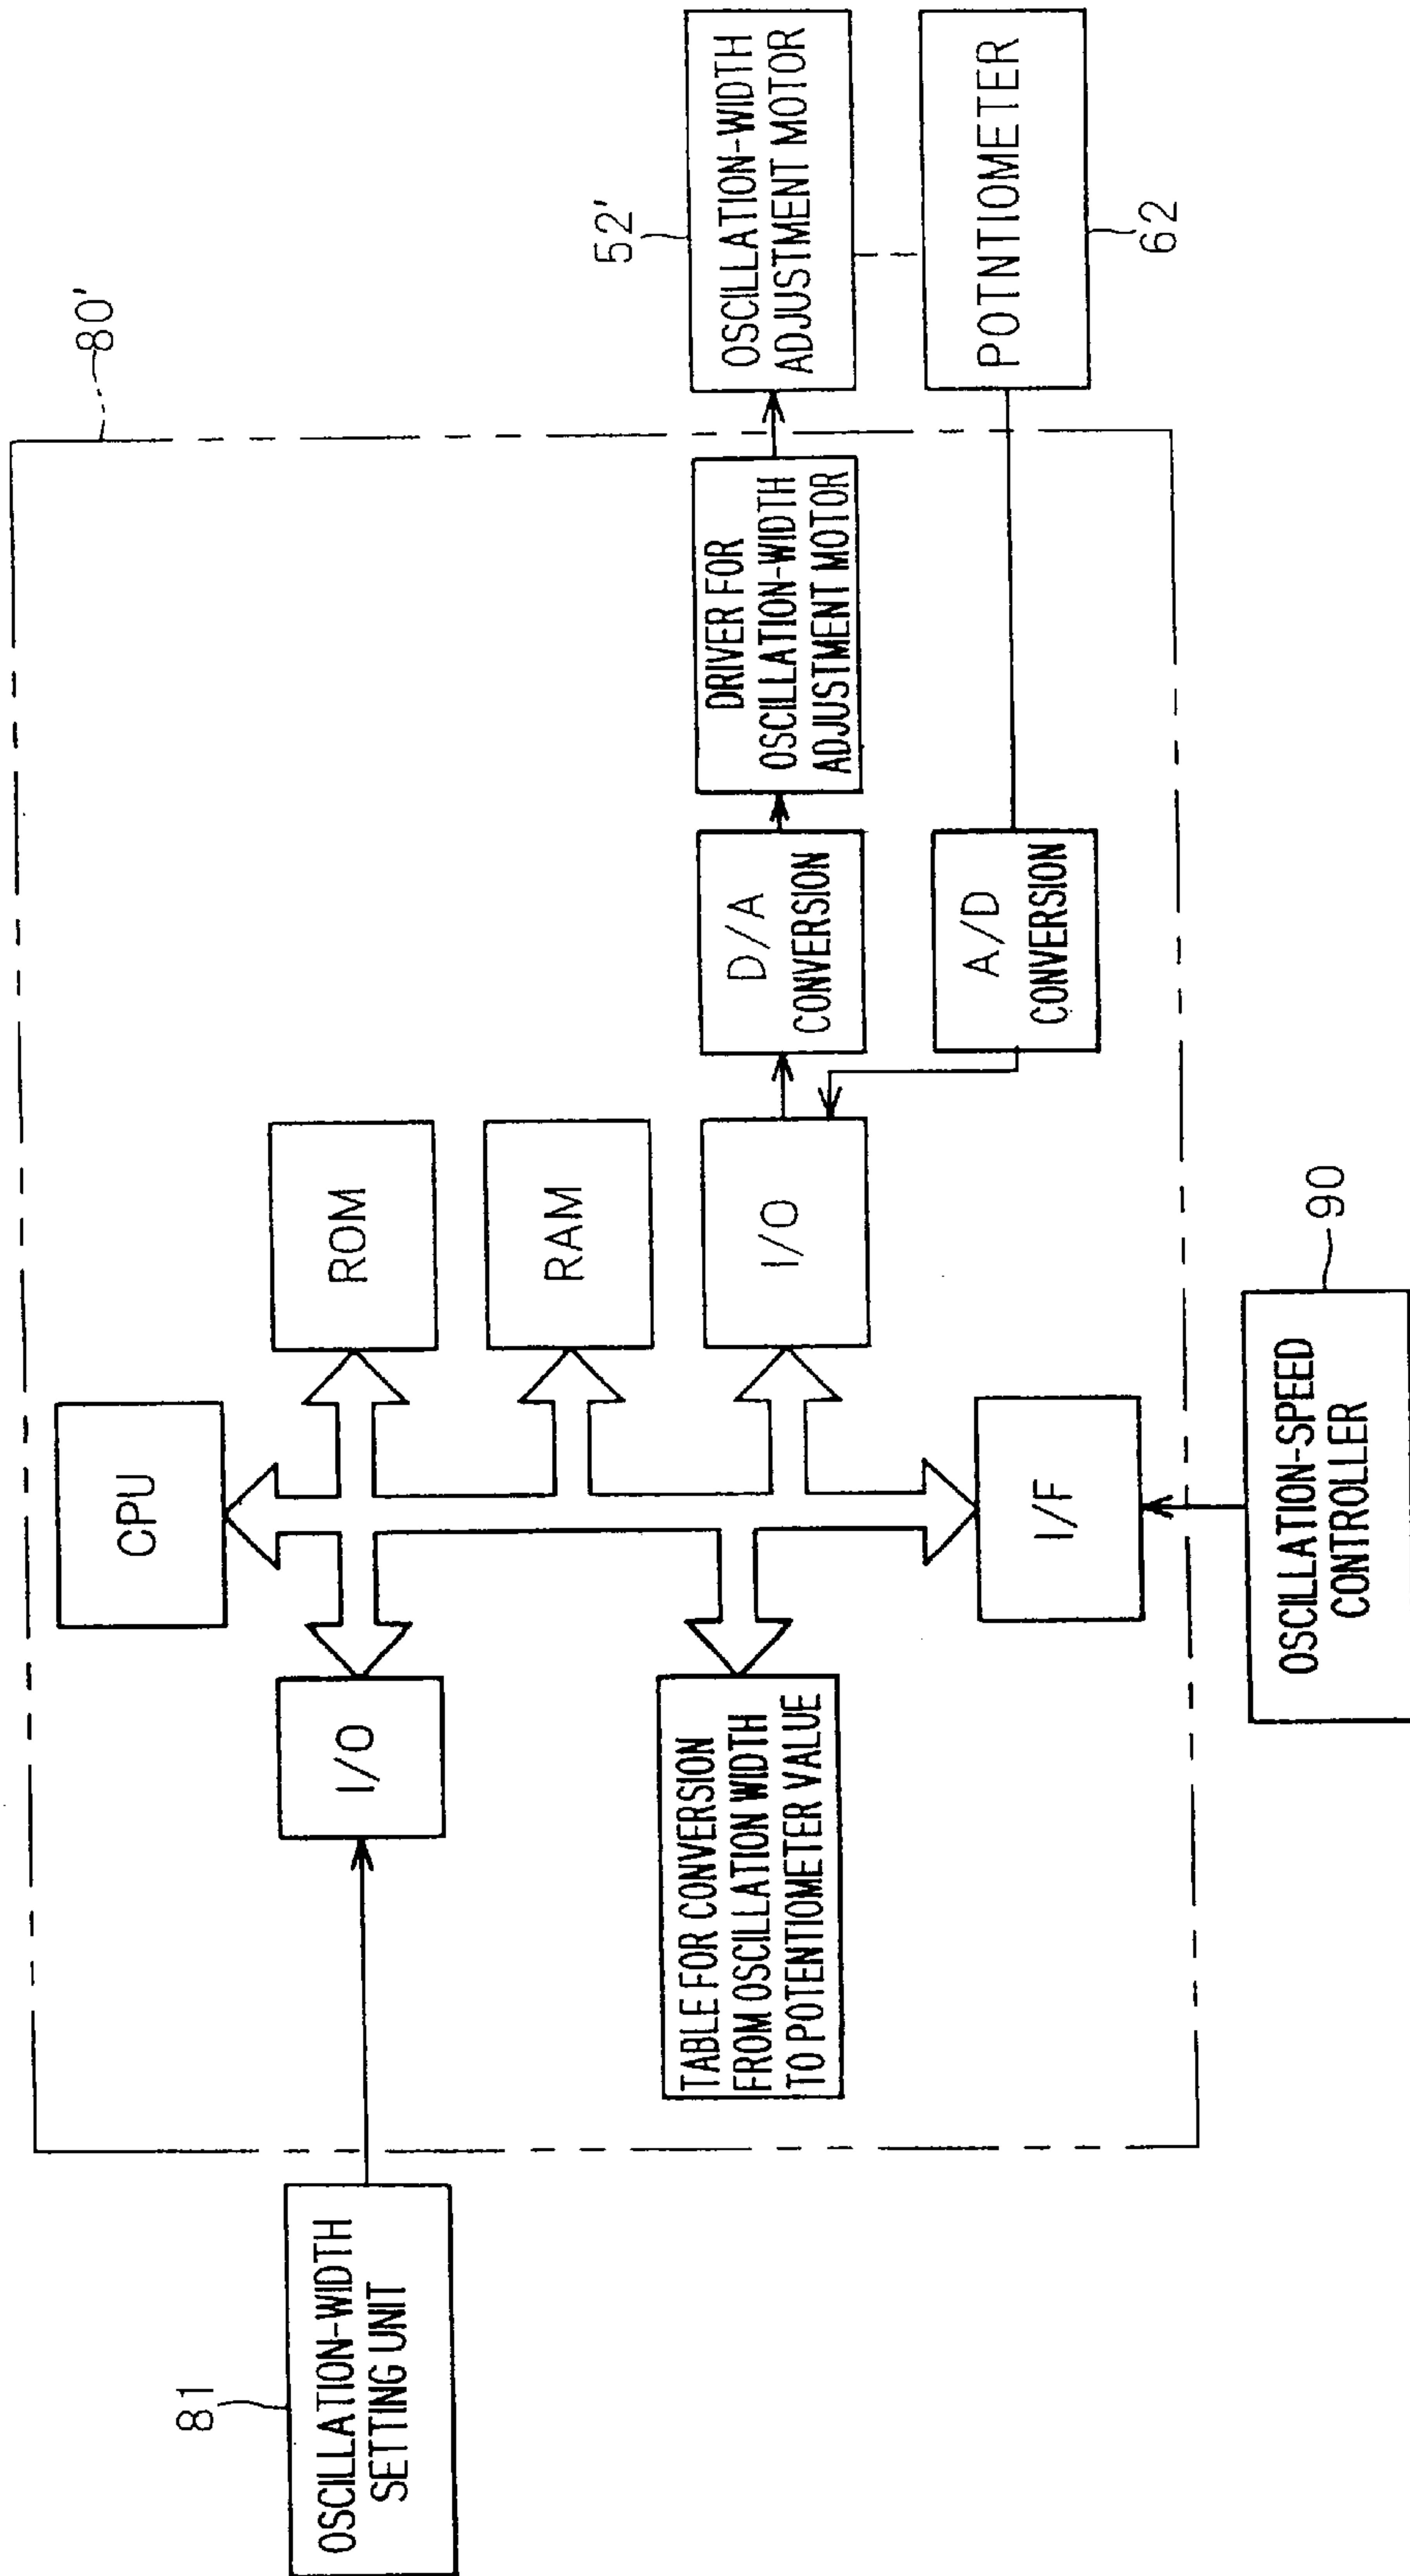 80'
CPU
ROM
RAM
I/O
I/O
I/F
D/A
CONVERSION
A/D
CONVERSION
DRIVER FOR
OSCILLATION-WIDTH
ADJUSTMENT MOTOR
52'
OSCILLATION-WIDTH
ADJUSTMENT MOTOR
POTNTIOMETER
62
81
OSCILLATION-WIDTH
SETTING UNIT
TABLE FOR CONVERSION
FROM OSCILLATION WIDTH
TO POTENTIOMETER VALUE
OSCILLATION-SPEED
CONTROLLER
90